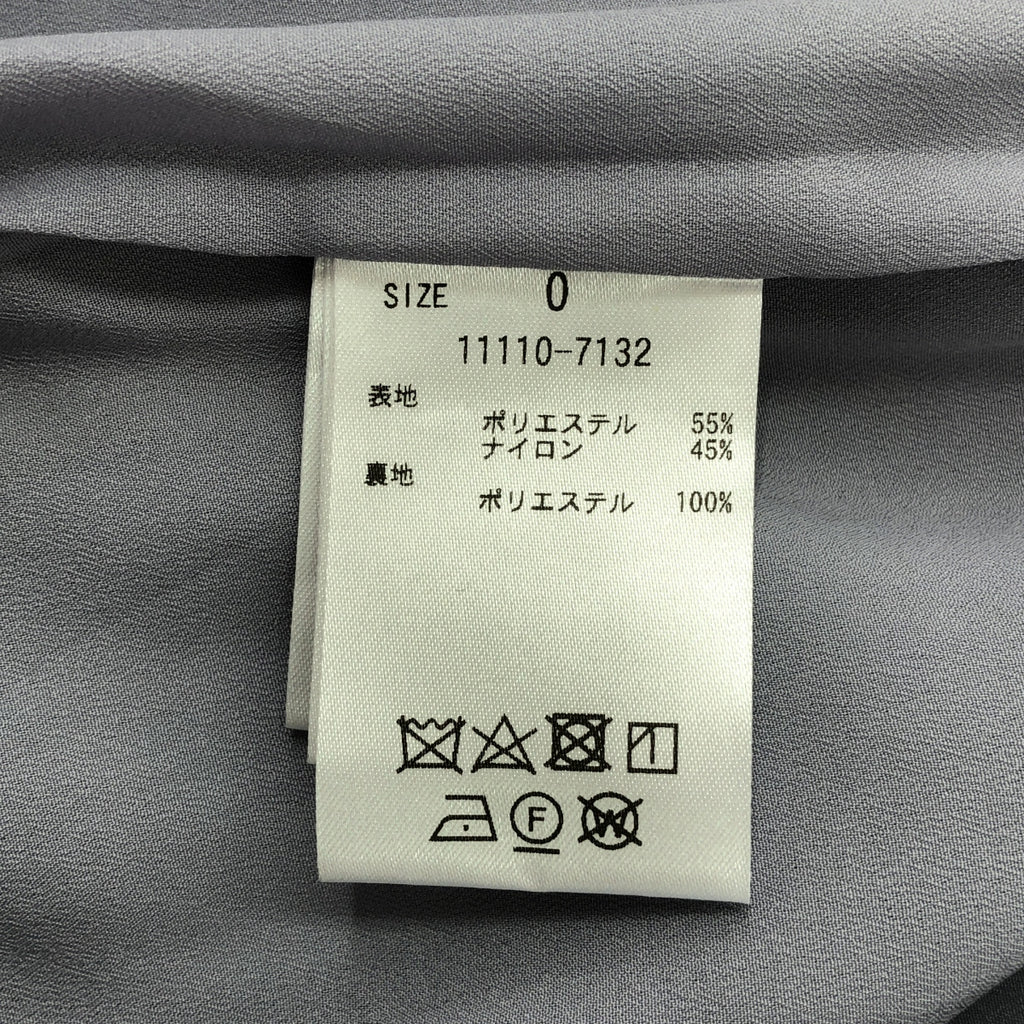 SIZE 0
11110-7132
表地
ポリエステル 55%
ナイロン 45%
裏地
ポリエステル 100%
F
W